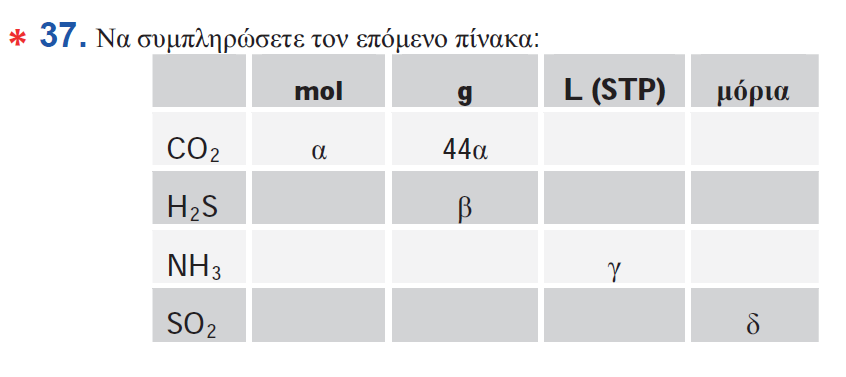 * 37. Να συμπληρώσετε τον επόμενο πίνακα:
mol g L (STP) μόρια
CO₂ α 44α
H₂S β
NH₃ γ
SO₂ δ